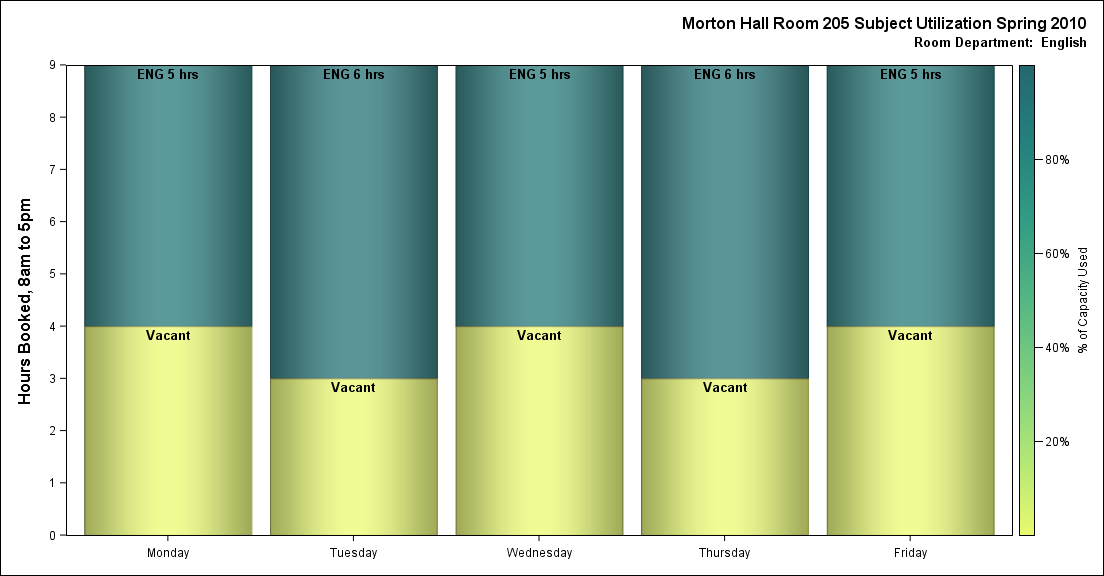 Morton Hall Room 205 Subject Utilization Spring 2010
Room Department:  English
Hours Booked, 8am to 5pm
9
8
7
6
5
4
3
2
1
0
ENG 5 hrs
ENG 6 hrs
ENG 5 hrs
ENG 6 hrs
ENG 5 hrs
Vacant
Vacant
Vacant
Vacant
Vacant
Monday
Tuesday
Wednesday
Thursday
Friday
80%
60%
40%
20%
% of Capacity Used